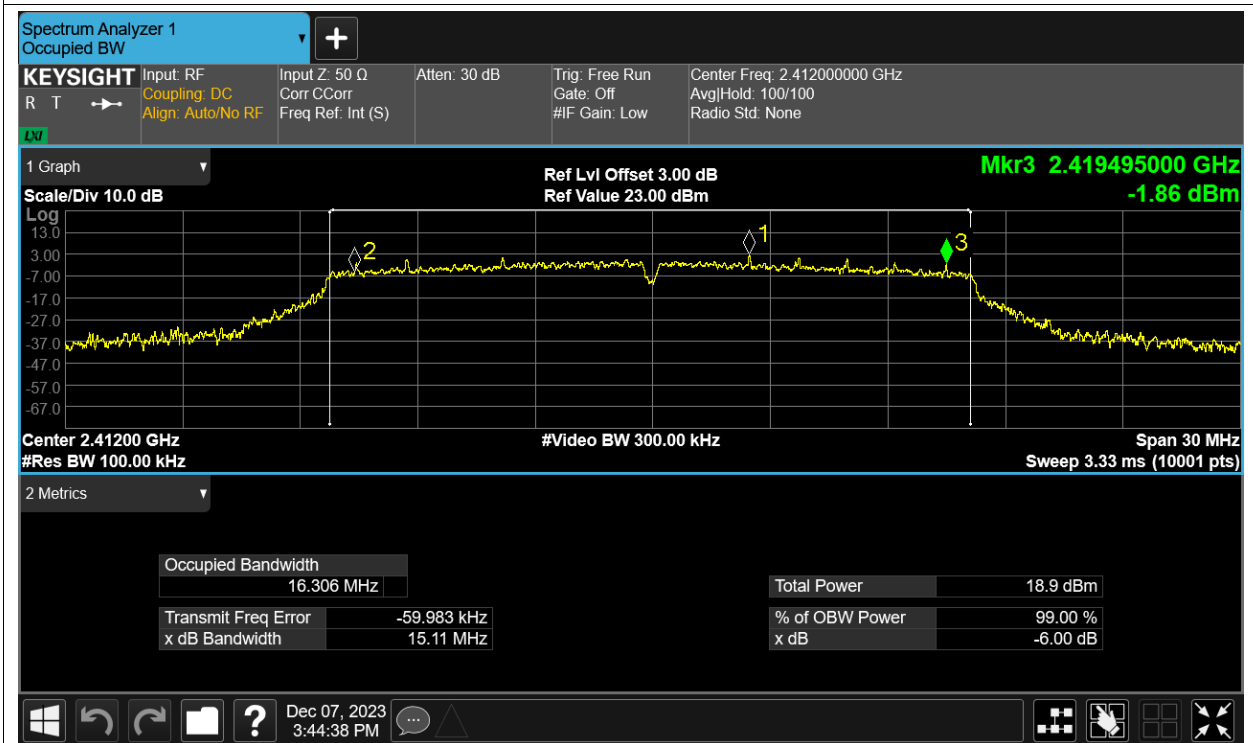 Spectrum Analyzer 1
Occupied BW
+
KEYSIGHT
R T
LXI
Input: RF
Coupling: DC
Align: Auto/No RF
Input Z: 50 Ω
Corr CCorr
Freq Ref: Int (S)
Atten: 30 dB
Trig: Free Run
Gate: Off
#IF Gain: Low
Center Freq: 2.412000000 GHz
Avg|Hold: 100/100
Radio Std: None
1 Graph
Scale/Div 10.0 dB
Ref Lvl Offset 3.00 dB
Ref Value 23.00 dBm
Mkr3 2.419495000 GHz
-1.86 dBm
Log
13.0
3.00
-7.00
-17.0
-27.0
-37.0
-47.0
-57.0
-67.0
2
1
3
Center 2.41200 GHz
#Res BW 100.00 kHz
#Video BW 300.00 kHz
Span 30 MHz
Sweep 3.33 ms (10001 pts)
2 Metrics
Occupied Bandwidth
16.306 MHz
Transmit Freq Error -59.983 kHz
x dB Bandwidth 15.11 MHz
Total Power 18.9 dBm
% of OBW Power 99.00 %
x dB -6.00 dB
?
Dec 07, 2023
3:44:38 PM